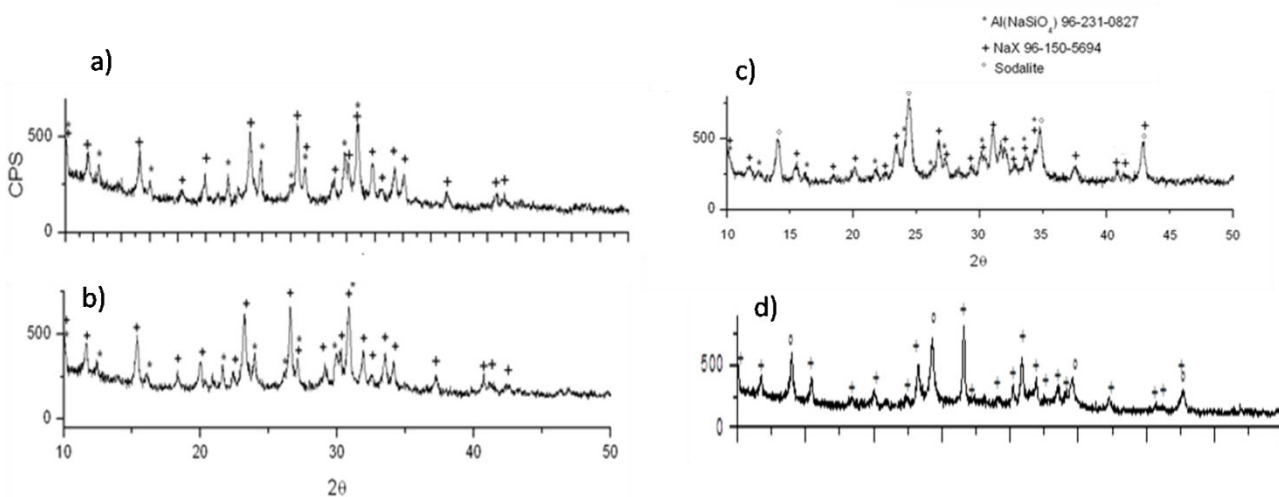 * Al(NaSiO4) 96-231-0827
+ NaX 96-150-5694
° Sodalite
a)
CPS
500
0
b)
500
0
10 20 30 40 50
2θ
c)
500
0
10 15 20 25 30 35 40 45 50
2θ
d)
500
0